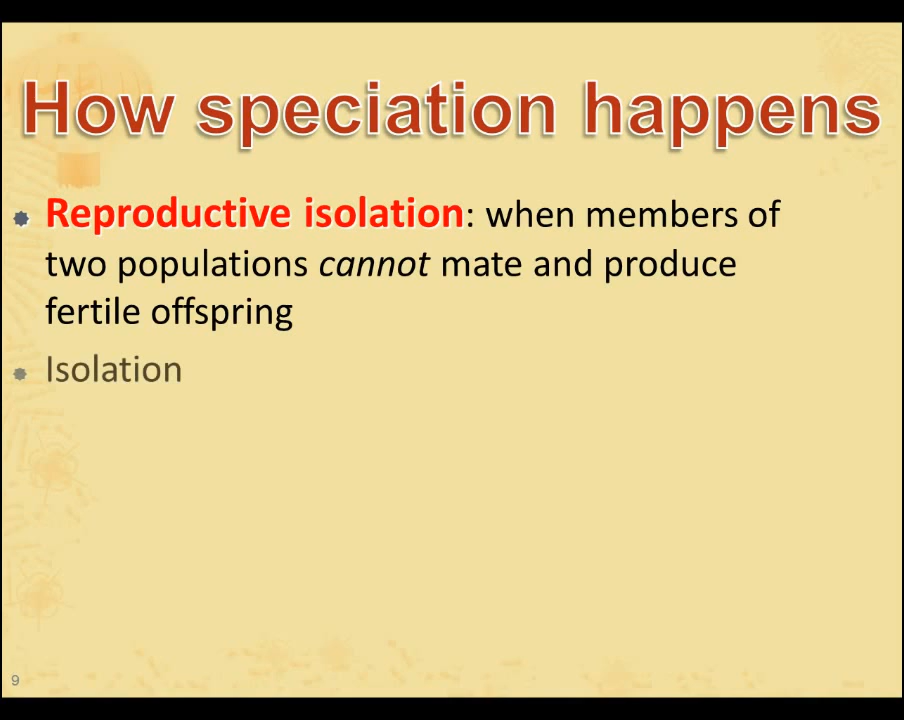 How speciation happens
Reproductive isolation: when members of
two populations cannot mate and produce
fertile offspring
Isolation
9